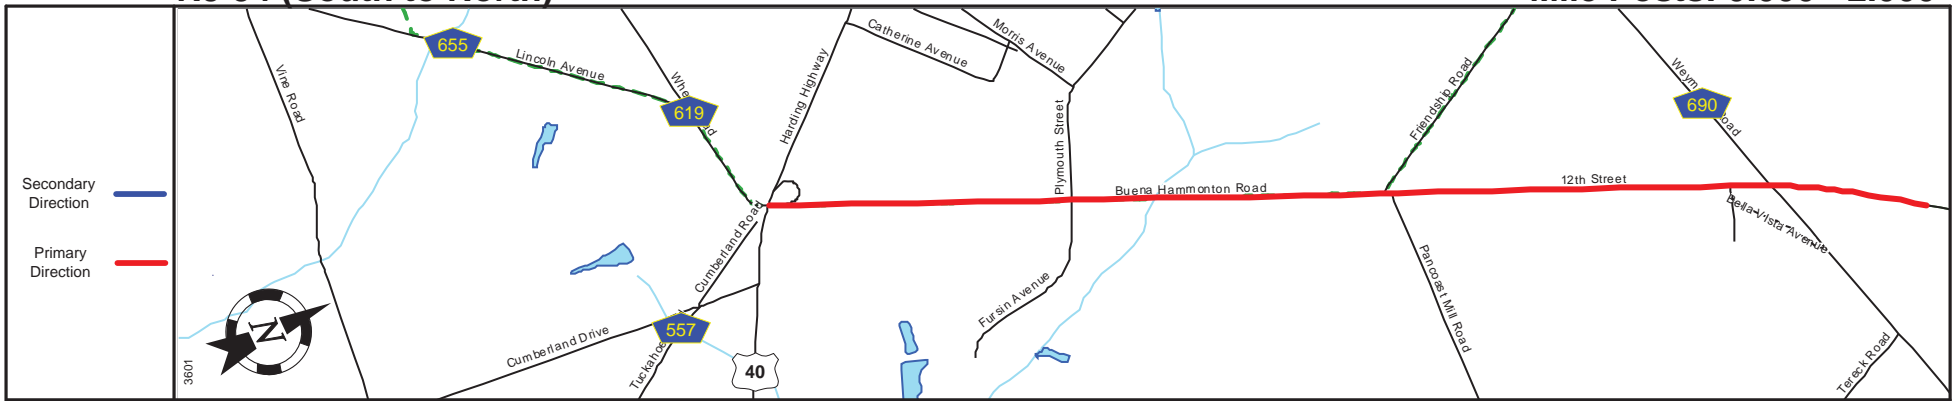 Secondary
Direction
Primary
Direction
3601
N
Vine Road
655
Lincoln Avenue
619
Harding Highway
Catherine Avenue
Morris Avenue
Plymouth Street
Buena Hammonton Road
Friendship Road
12th Street
690
Bella Vista Avenue
Cumberland Road
Cumberland Drive
557
40
Fursin Avenue
Pancoast Mill Road
Tereck Road